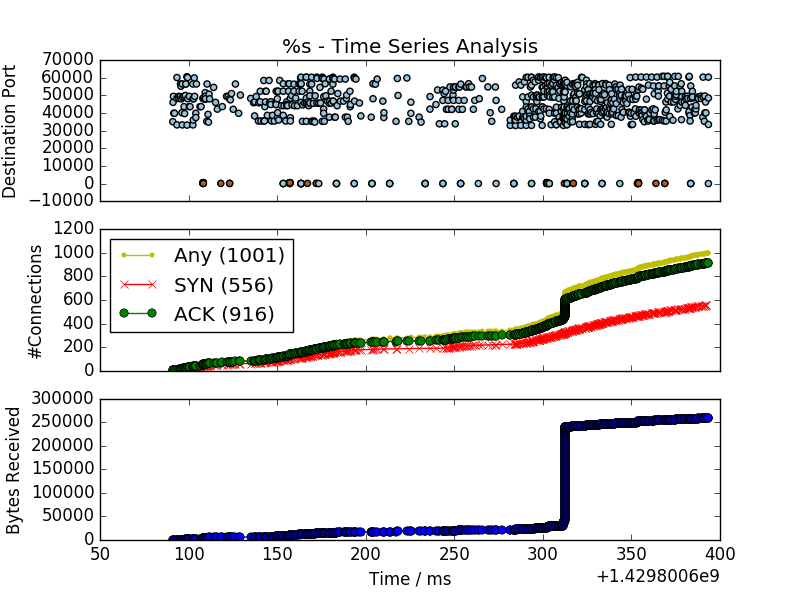 %s - Time Series Analysis
Destination Port
70000
60000
50000
40000
30000
20000
10000
0
−10000
#Connections
1200
1000
800
600
400
200
0
Any (1001)
SYN (556)
ACK (916)
Bytes Received
300000
250000
200000
150000
100000
50000
0
50 100 150 200 250 300 350 400
Time / ms
+1.4298006e9